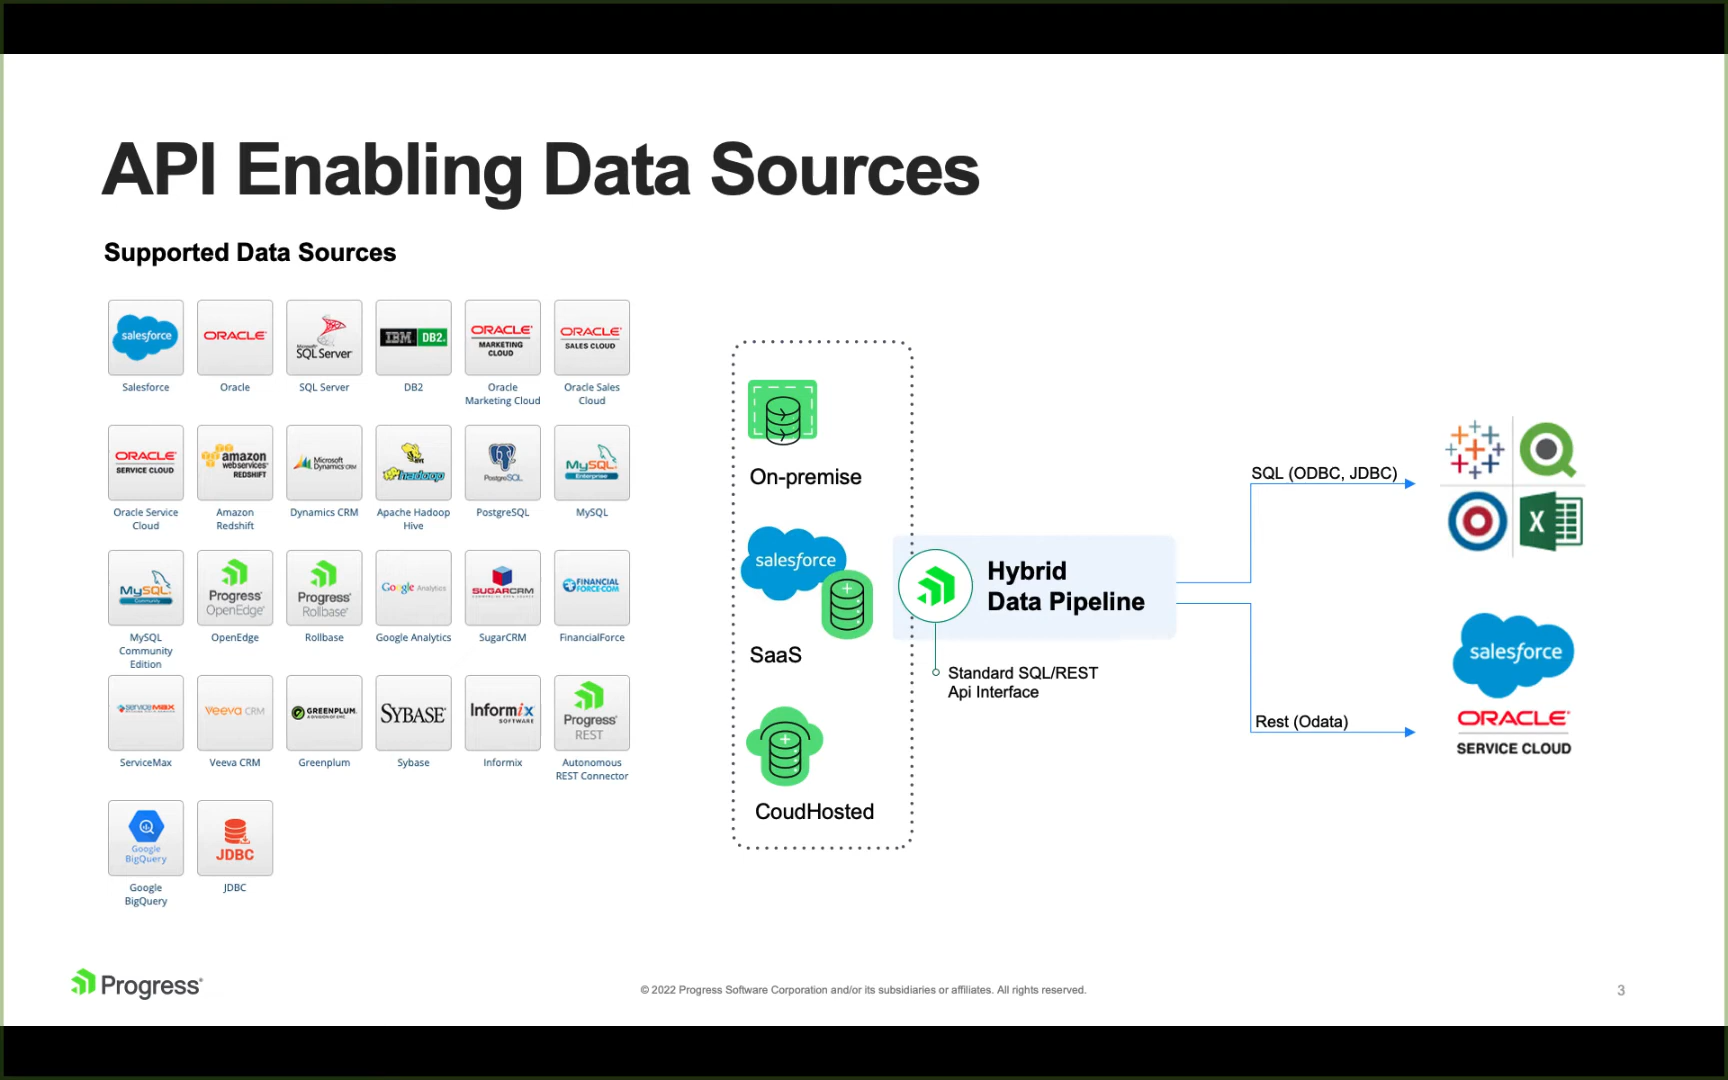 API Enabling Data Sources
Supported Data Sources
salesforce
ORACLE
Microsoft
SQL Server
IBM DB2
ORACLE
MARKETING
CLOUD
ORACLE
SALES CLOUD
Salesforce
Oracle
SQL Server
DB2
Oracle
Marketing Cloud
Oracle Sales
Cloud
ORACLE
SERVICE CLOUD
amazon
webservices
REDSHIFT
Microsoft
Dynamics CRM
hadoop
PostgreSQL
MySQL
Enterprise
Oracle Service
Cloud
Amazon
Redshift
Dynamics CRM
Apache Hadoop
Hive
PostgreSQL
MySQL
MySQL
Community
Progress
OpenEdge
Progress
Rollbase
Google Analytics
SUGARCRM
FINANCIAL
FORCE.COM
MySQL
Community
Edition
OpenEdge
Rollbase
Google Analytics
SugarCRM
FinancialForce
serviceMAX
Veeva CRM
GREENPLUM
SYBASE
Informix
SOFTWARE
Progress
REST
ServiceMax
Veeva CRM
Greenplum
Sybase
Informix
Autonomous
REST Connector
Google
BigQuery
JDBC
Google
BigQuery
JDBC
On-premise
salesforce
SaaS
CoudHosted
Hybrid
Data Pipeline
Standard SQL/REST
Api Interface
SQL (ODBC, JDBC)
X
Rest (Odata)
salesforce
ORACLE
SERVICE CLOUD
Progress
© 2022 Progress Software Corporation and/or its subsidiaries or affiliates. All rights reserved.
3